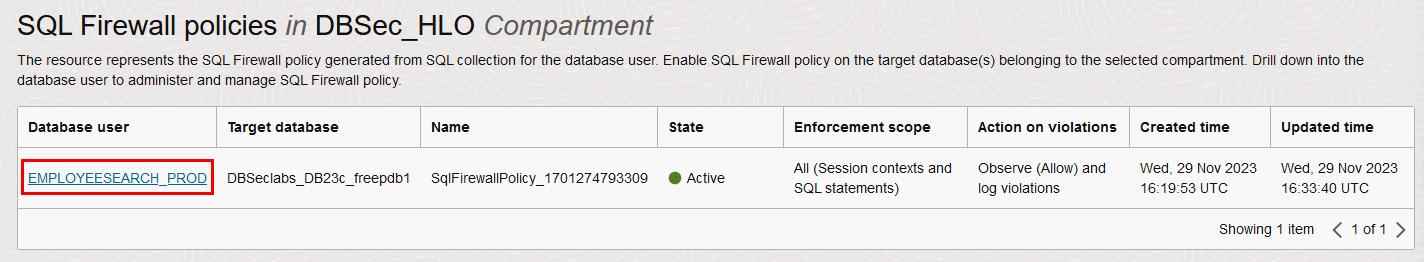 SQL Firewall policies in DBSec_HLO Compartment
The resource represents the SQL Firewall policy generated from SQL collection for the database user. Enable SQL Firewall policy on the target database(s) belonging to the selected compartment. Drill down into the
database user to administer and manage SQL Firewall policy.
Database user Target database Name State Enforcement scope Action on violations Created time Updated time
EMPLOYEESEARCH_PROD DBSeclabs_DB23c_freepdb1 SqlFirewallPolicy_1701274793309 Active All (Session contexts and Observe (Allow) and Wed, 29 Nov 2023 Wed, 29 Nov 2023
SQL statements) log violations 16:19:53 UTC 16:33:40 UTC
Showing 1 item 1 of 1